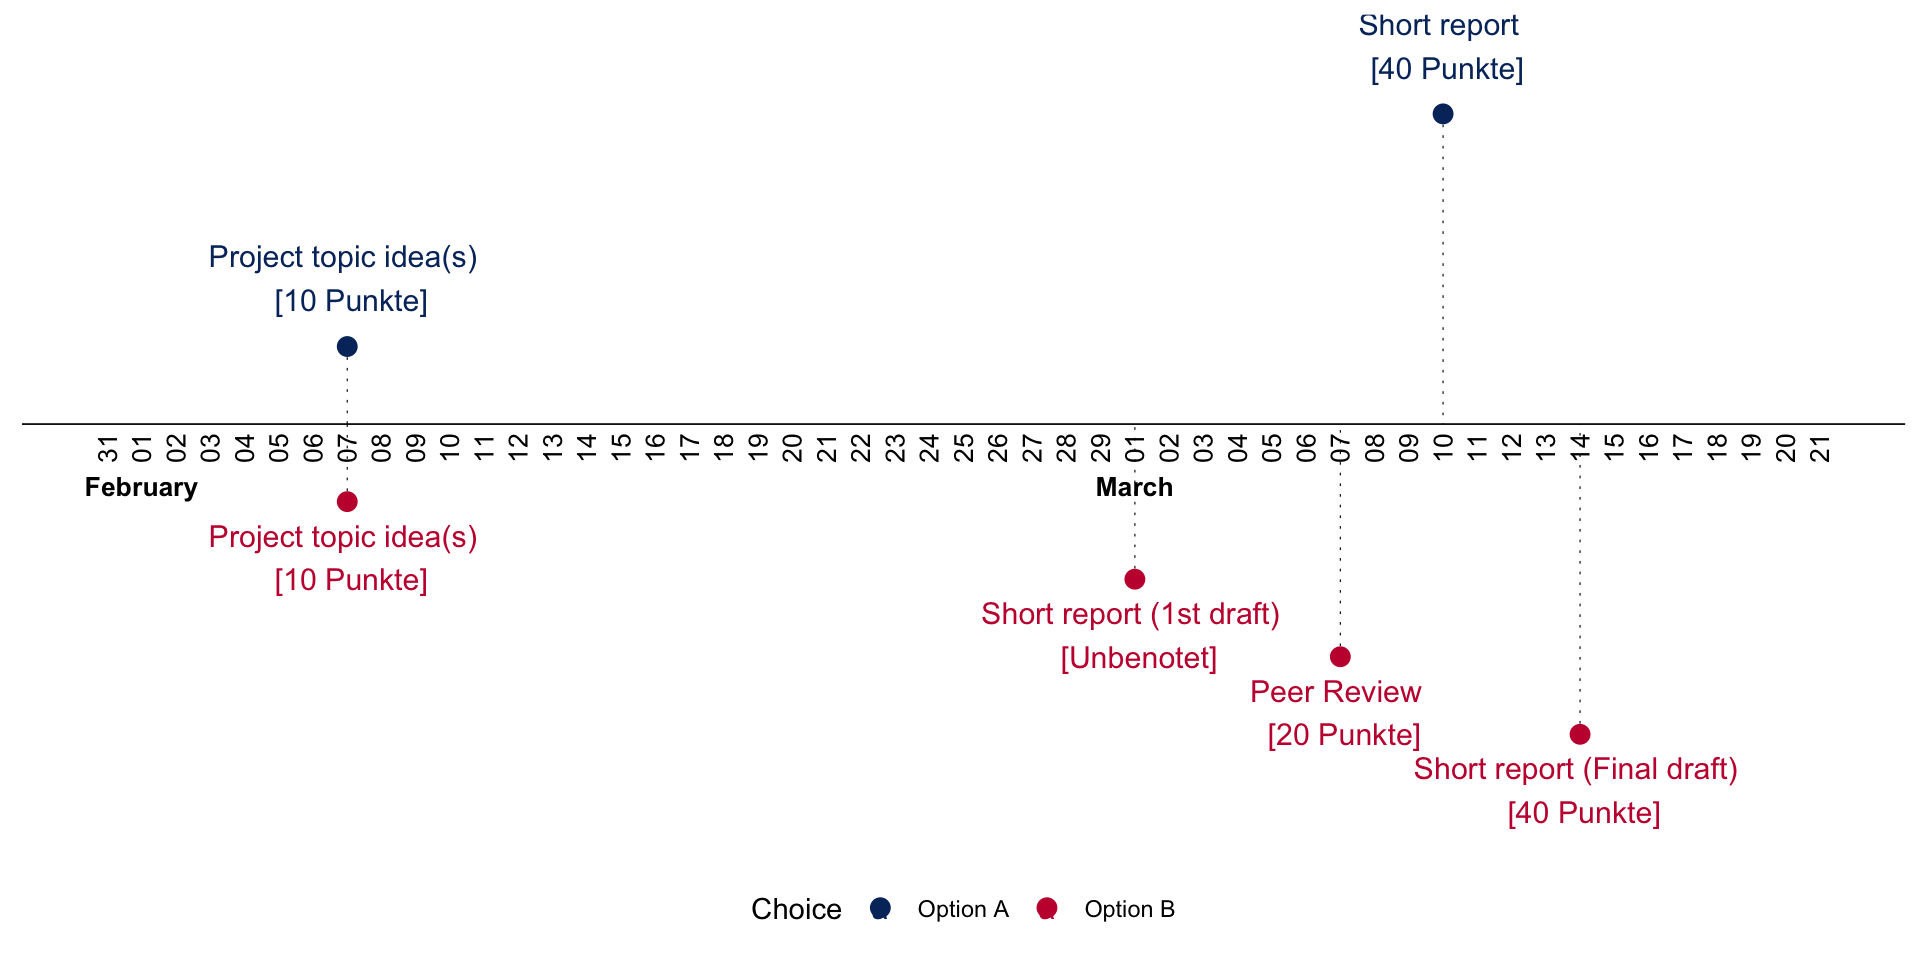 Short report
[40 Punkte]
Project topic idea(s)
[10 Punkte]
31 01 02 03 04 05 06 07 08 09 10 11 12 13 14 15 16 17 18 19 20 21 22 23 24 25 26 27 28 29 01 02 03 04 05 06 07 08 09 10 11 12 13 14 15 16 17 18 19 20 21
February March
Project topic idea(s)
[10 Punkte]
Short report (1st draft)
[Unbenotet]
Peer Review
[20 Punkte]
Short report (Final draft)
[40 Punkte]
Choice Option A Option B